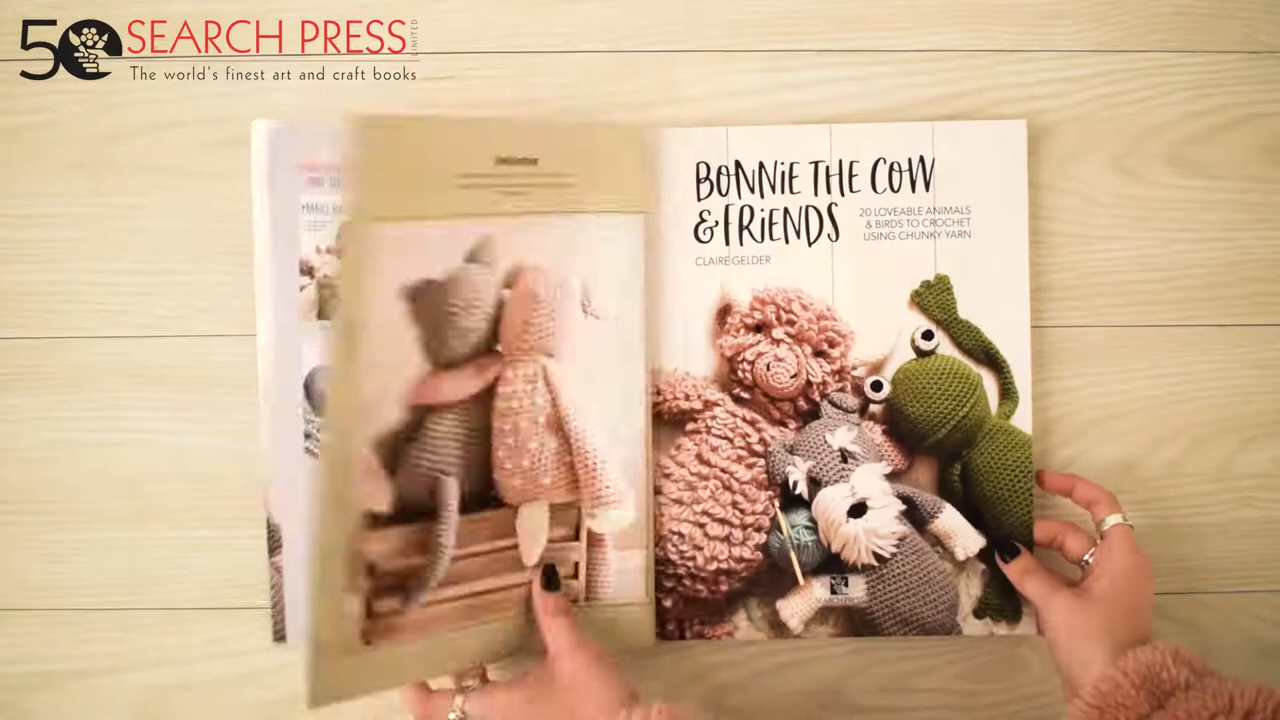 50 SEARCH PRESS LIMITED
The world's finest art and craft books
BONNIE THE COW
& FRIENDS
20 LOVEABLE ANIMALS
& BIRDS TO CROCHET
USING CHUNKY YARN
CLAIRE GELDER
SEARCH PRESS